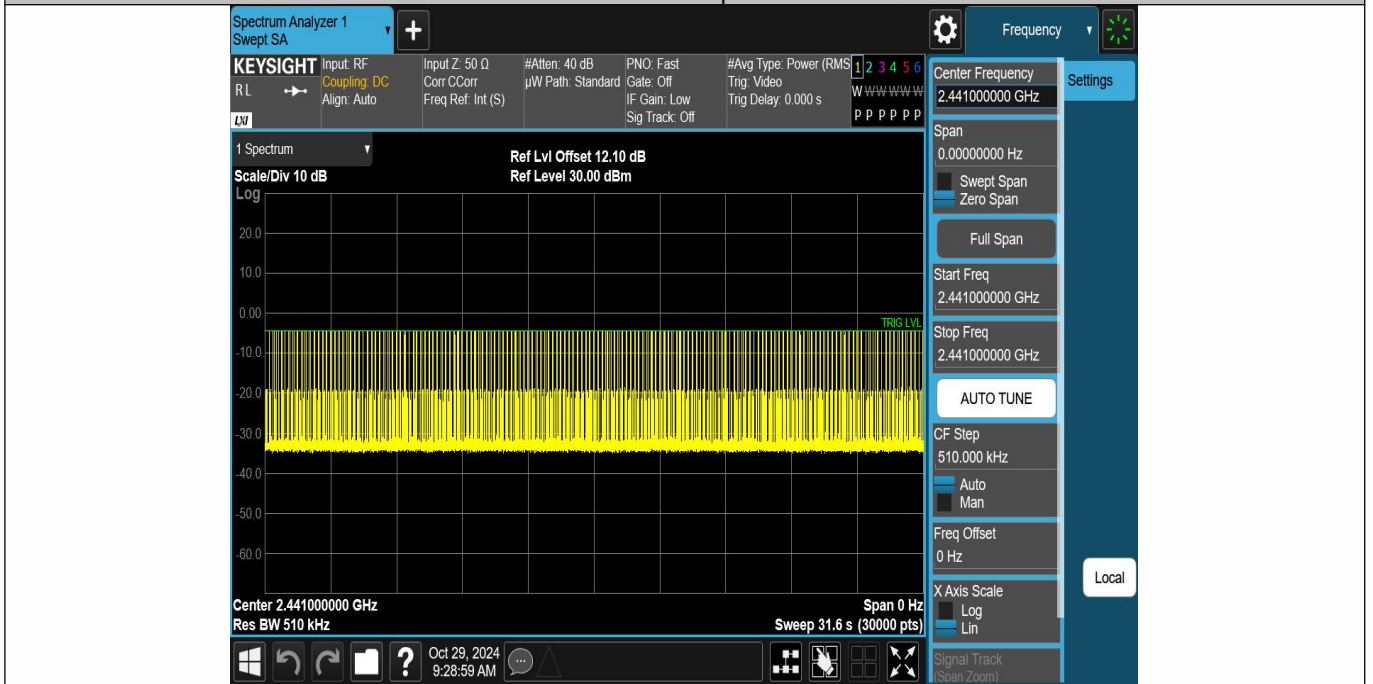 Spectrum Analyzer 1
Swept SA
+
Frequency
KEYSIGHT
R L
LXI
Input: RF
Coupling: DC
Align: Auto
Input Z: 50 Ω
Corr CCorr
Freq Ref: Int (S)
#Atten: 40 dB
µW Path: Standard
PNO: Fast
Gate: Off
IF Gain: Low
Sig Track: Off
#Avg Type: Power (RMS
Trig: Video
Trig Delay: 0.000 s
1 2 3 4 5 6
W W W W W W
P P P P P P
1 Spectrum
Scale/Div 10 dB
Log
Ref Lvl Offset 12.10 dB
Ref Level 30.00 dBm
20.0
10.0
0.00
TRIG LVL
-10.0
-20.0
-30.0
-40.0
-50.0
-60.0
Center 2.441000000 GHz
Res BW 510 kHz
Span 0 Hz
Sweep 31.6 s (30000 pts)
Center Frequency
2.441000000 GHz
Settings
Span
0.00000000 Hz
Swept Span
Zero Span
Full Span
Start Freq
2.441000000 GHz
Stop Freq
2.441000000 GHz
AUTO TUNE
CF Step
510.000 kHz
Auto
Man
Freq Offset
0 Hz
X Axis Scale
Log
Lin
Local
Signal Track
(Span Zoom)
?
Oct 29, 2024
9:28:59 AM